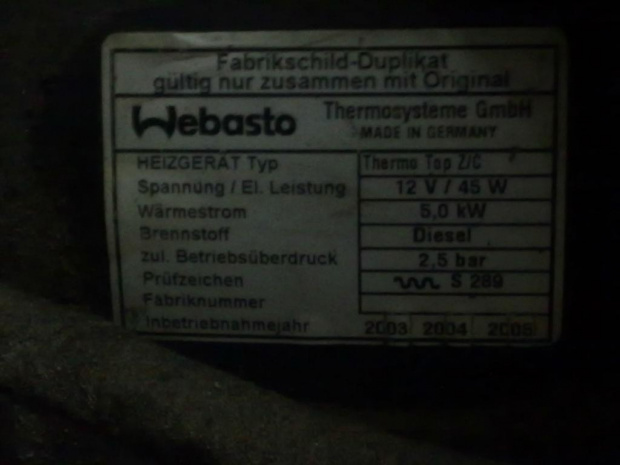 Fabrikschild-Duplikat
gültig nur zusammen mit Original
Webasto Thermosysteme GmbH
MADE IN GERMANY
HEIZGERÄT Typ Thermo Top Z/C
Spannung / El. Leistung 12 V / 45 W
Wärmestrom 5,0 kW
Brennstoff Diesel
zul. Betriebsüberdruck 2,5 bar
Prüfzeichen S 289
Fabriknummer
Inbetriebnahmejahr 2003 2004 2005